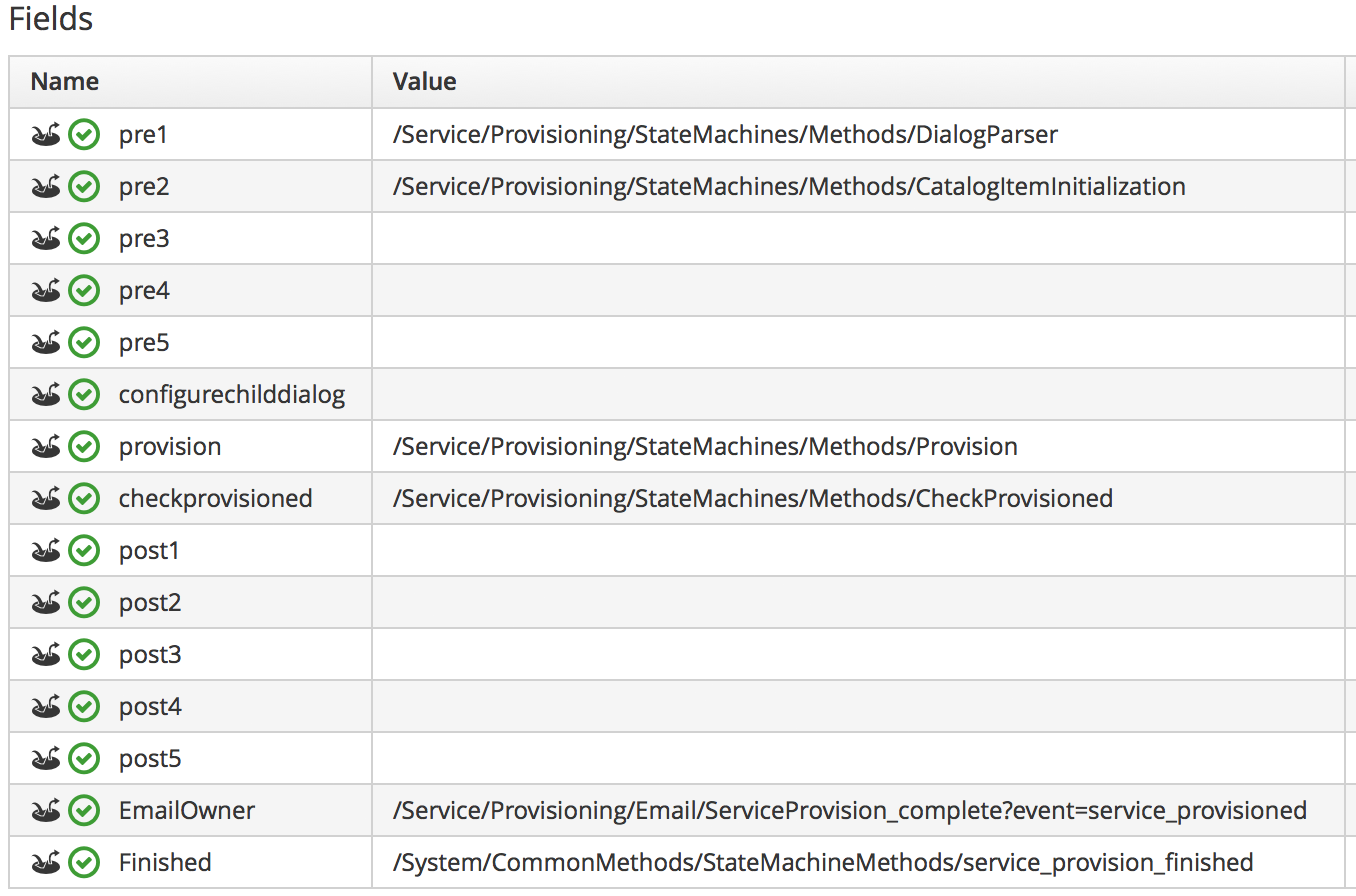 Fields
Name Value
pre1 /Service/Provisioning/StateMachines/Methods/DialogParser
pre2 /Service/Provisioning/StateMachines/Methods/CatalogItemInitialization
pre3
pre4
pre5
configurechilddialog
provision /Service/Provisioning/StateMachines/Methods/Provision
checkprovisioned /Service/Provisioning/StateMachines/Methods/CheckProvisioned
post1
post2
post3
post4
post5
EmailOwner /Service/Provisioning/Email/ServiceProvision_complete?event=service_provisioned
Finished /System/CommonMethods/StateMachineMethods/service_provision_finished